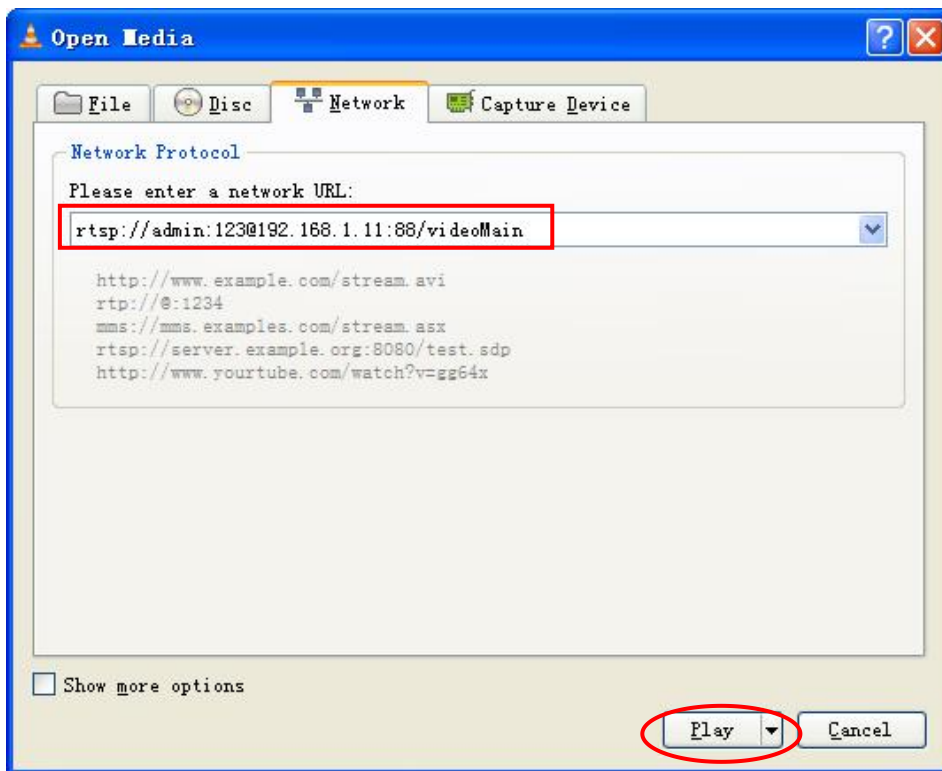 Open Media
File Disc Network Capture Device
Network Protocol
Please enter a network URL:
rtsp://admin:123@192.168.1.11:88/videoMain
http://www.example.com/stream.avi
rtp://@:1234
mms://mms.examples.com/stream.asx
rtsp://server.example.org:8080/test.sdp
http://www.yourtube.com/watch?v=gg64x
Show more options
Play Cancel